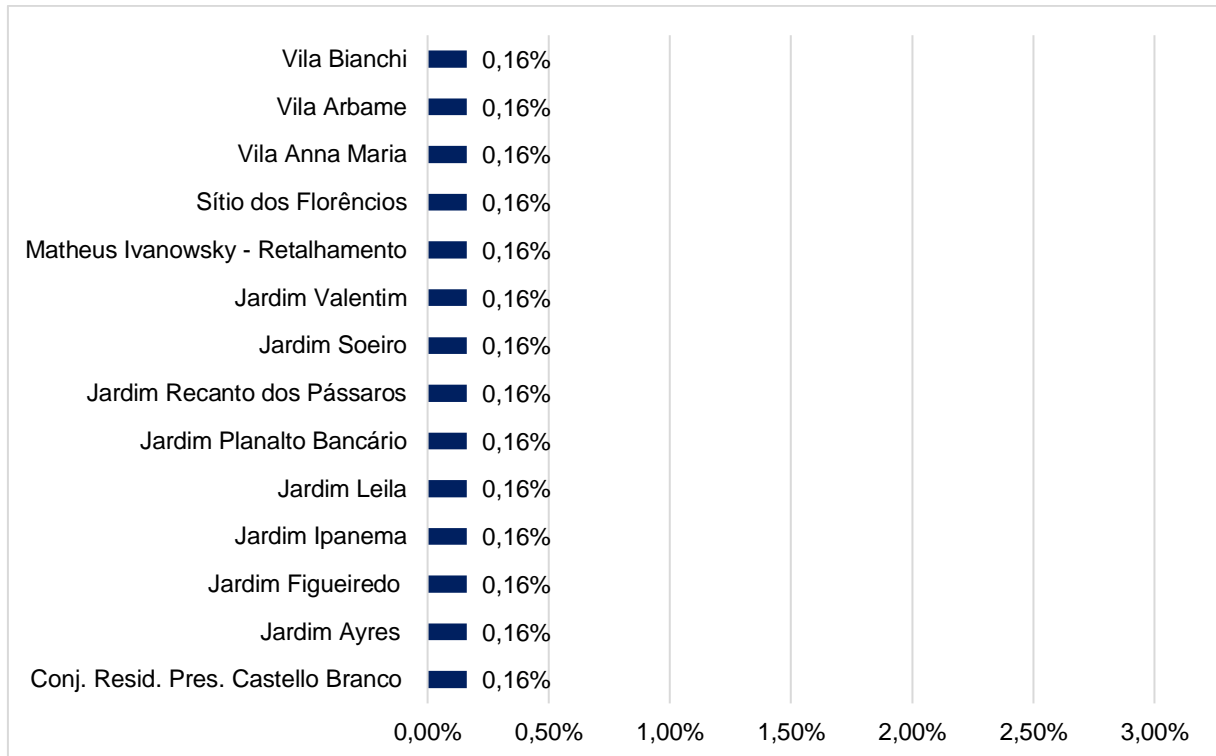 Vila Bianchi 0,16%
Vila Arbame 0,16%
Vila Anna Maria 0,16%
Sítio dos Florêncios 0,16%
Matheus Ivanowsky - Retalhamento 0,16%
Jardim Valentim 0,16%
Jardim Soeiro 0,16%
Jardim Recanto dos Pássaros 0,16%
Jardim Planalto Bancário 0,16%
Jardim Leila 0,16%
Jardim Ipanema 0,16%
Jardim Figueiredo 0,16%
Jardim Ayres 0,16%
Conj. Resid. Pres. Castello Branco 0,16%
0,00% 0,50% 1,00% 1,50% 2,00% 2,50% 3,00%